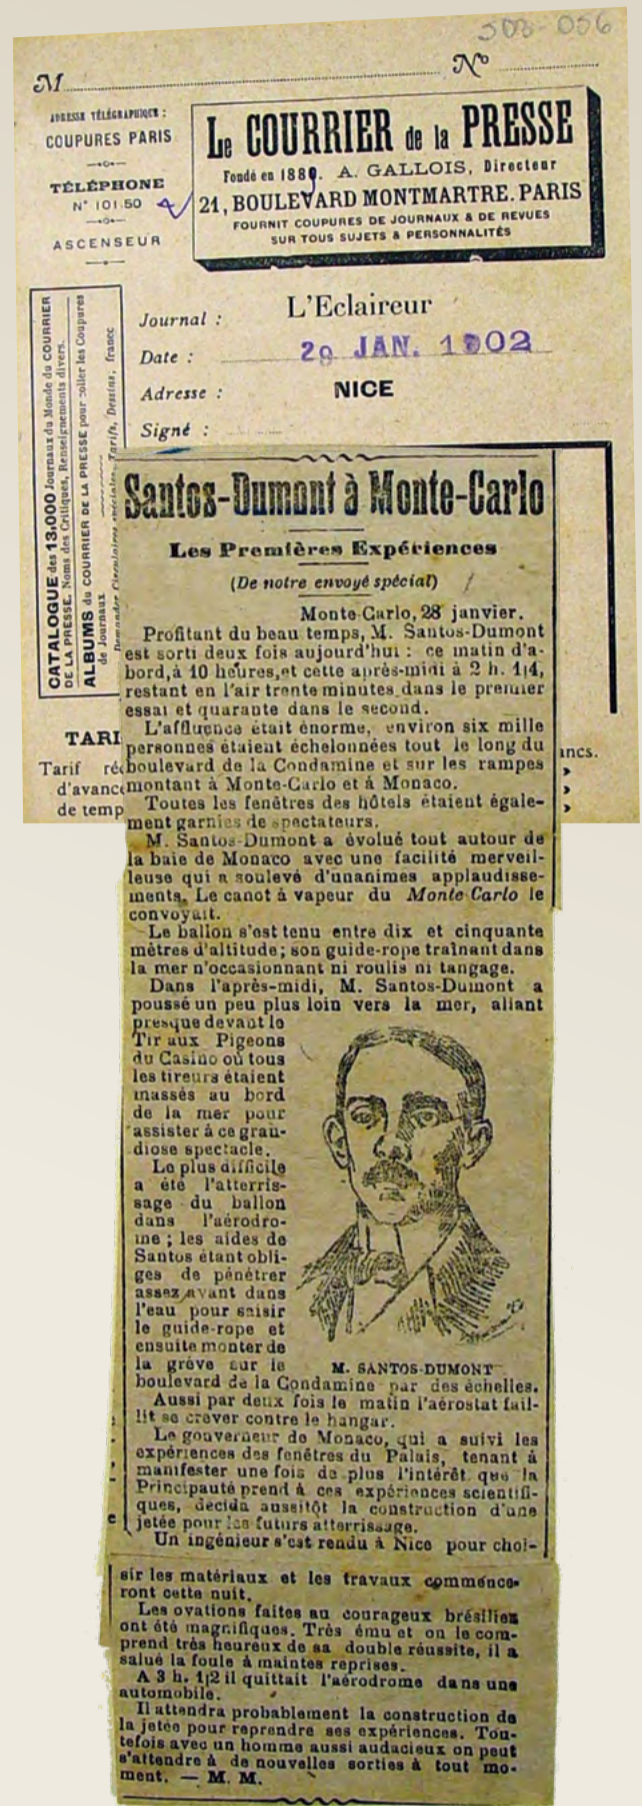 503-056
M
N°
ADRESSE TÉLÉGRAPHIQUE :
COUPURES PARIS
TÉLÉPHONE
N° 101.50
ASCENSEUR
Le COURRIER de la PRESSE
Fondé en 1889. A. GALLOIS, Directeur
21, BOULEVARD MONTMARTRE. PARIS
FOURNIT COUPURES DE JOURNAUX & DE REVUES
SUR TOUS SUJETS & PERSONNALITÉS
CATALOGUE des 13,000 Journaux du Monde du COURRIER
DE LA PRESSE. Noms des Critiques, Renseignements divers.
ALBUMS du COURRIER DE LA PRESSE pour coller les Coupures
de Journaux
Demander Circulaires spéciales, Tarifs, Dessins, franco
Journal : L'Eclaireur
Date : 29 JAN. 1902
Adresse : NICE
Signé :
TARI
Tarif
d'avance
de temp
ancs.
»
»
»
Santos-Dumont à Monte-Carlo
Les Premières Expériences
(De notre envoyé spécial)
Monte-Carlo, 28 janvier.
Profitant du beau temps, M. Santos-Dumont
est sorti deux fois aujourd'hui : ce matin d'a-
bord,à 10 heures,et cette après-midi à 2 h. 1|4,
restant en l'air trente minutes dans le premier
essai et quarante dans le second.
L'affluence était énorme, environ six mille
personnes étaient échelonnées tout le long du
boulevard de la Condamine et sur les rampes
montant à Monte-Carlo et à Monaco.
Toutes les fenêtres des hôtels étaient égale-
ment garnies de spectateurs.
M. Santos-Dumont a évolué tout autour de
la baie de Monaco avec une facilité merveil-
leuse qui a soulevé d'unanimes applaudisse-
ments. Le canot à vapeur du Monte Carlo le
convoyait.
Le ballon s'est tenu entre dix et cinquante
mètres d'altitude ; son guide-rope traînant dans
la mer n'occasionnant ni roulis ni tangage.
Dans l'après-midi, M. Santos-Dumont a
poussé un peu plus loin vers la mer, allant
presque devant le
Tir aux Pigeons
du Casino où tous
les tireurs étaient
massés au bord
de la mer pour
assister à ce gran-
diose spectacle.
Le plus difficile
a été l'atterris-
sage du ballon
dans l'aérodro-
me ; les aides de
Santos étant obli-
ges de pénétrer
assez avant dans
l'eau pour saisir
le guide-rope et
ensuite monter de
la grève sur le
M. SANTOS-DUMONT
boulevard de la Condamine par des échelles.
Aussi par deux fois le matin l'aérostat fail-
lit se crever contre le hangar.
Le gouverneur de Monaco, qui a suivi les
expériences des fenêtres du Palais, tenant à
manifester une fois de plus l'intérêt que la
Principauté prend à ces expériences scientifi-
ques, décida aussitôt la construction d'une
jetée pour les futurs atterrissage.
Un ingénieur s'est rendu à Nice pour choi-
sir les matériaux et les travaux commence-
ront cette nuit.
Les ovations faites au courageux brésilien
ont été magnifiques. Très ému et on le com-
prend très heureux de sa double réussite, il a
salué la foule à maintes reprises.
A 3 h. 1|2 il quittait l'aérodrome dans une
automobile.
Il attendra probablement la construction de
la jetée pour reprendre ses expériences. Tou-
tefois avec un homme aussi audacieux on peut
s'attendre à de nouvelles sorties à tout mo-
ment. — M. M.